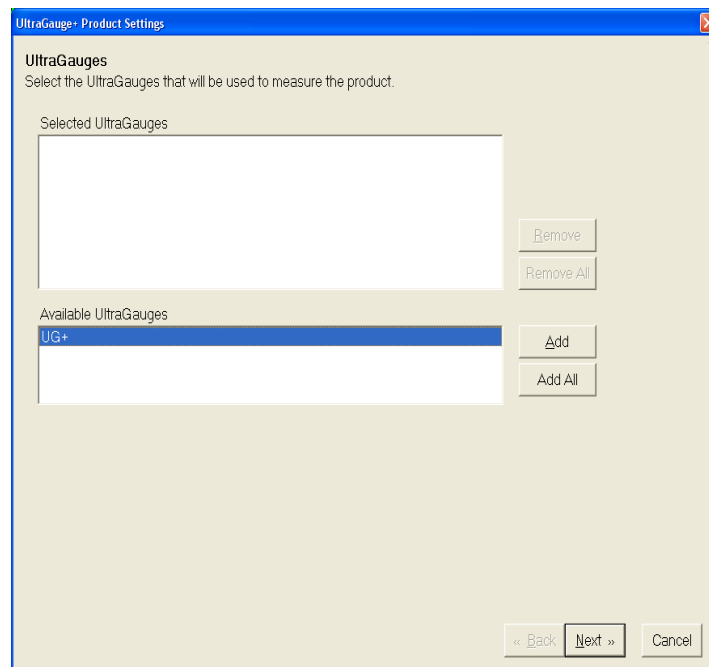 UltraGauge+ Product Settings
UltraGauges
Select the UltraGauges that will be used to measure the product.
Selected UltraGauges
Remove
Remove All
Available UltraGauges
UG+
Add
Add All
« Back
Next »
Cancel